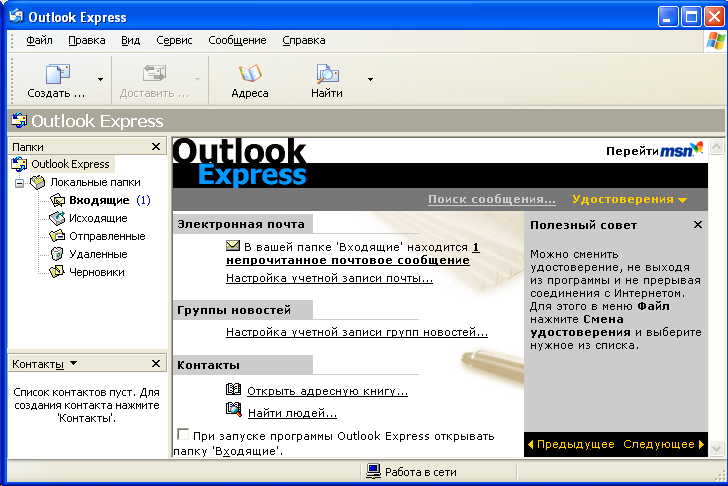 Outlook Express
Файл Правка Вид Сервис Сообщение Справка
Создать ... Доставить ... Адреса Найти
Outlook Express
Папки
Outlook Express
Локальные папки
Входящие (1)
Исходящие
Отправленные
Удаленные
Черновики
Контакты
Список контактов пуст. Для
создания контакта нажмите
'Контакты'.
Outlook
Express
Перейти msn
Поиск сообщения... Удостоверения
Электронная почта
В вашей папке 'Входящие' находится 1
непрочитанное почтовое сообщение
Настройка учетной записи почты...
Группы новостей
Настройка учетной записи групп новостей...
Контакты
Открыть адресную книгу...
Найти людей...
При запуске программы Outlook Express открывать
папку 'Входящие'.
Полезный совет
Можно сменить
удостоверение, не выходя
из программы и не прерывая
соединения с Интернетом.
Для этого в меню Файл
нажмите Смена
удостоверения и выберите
нужное из списка.
Предыдущее Следующее
Работа в сети